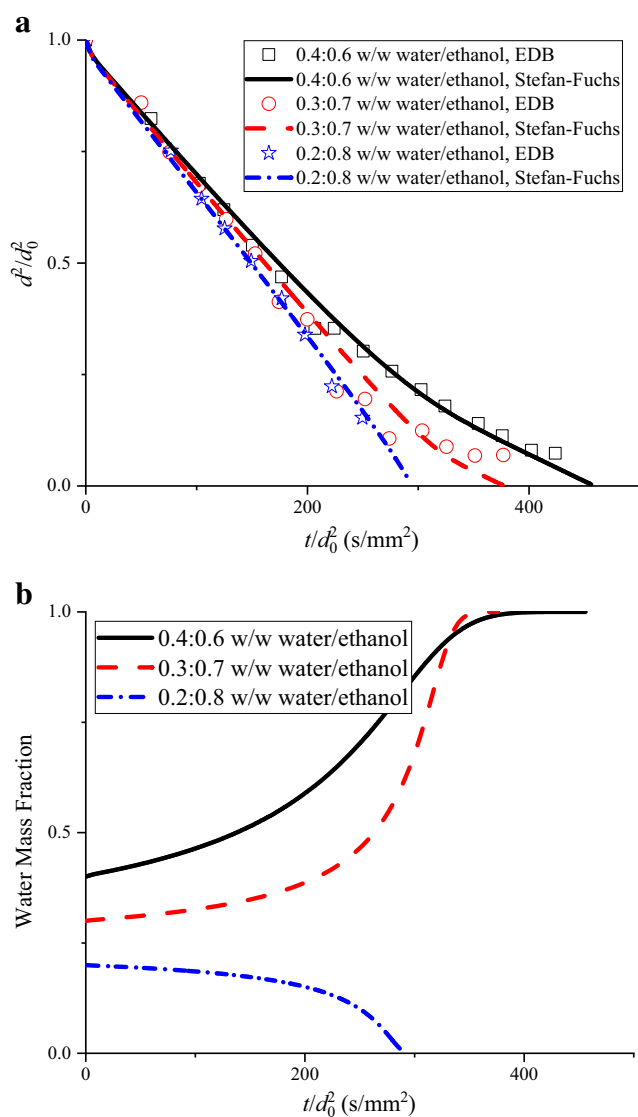 a
1.0
0.5
0.0
d²/d₀²
0.4:0.6 w/w water/ethanol, EDB
0.4:0.6 w/w water/ethanol, Stefan-Fuchs
0.3:0.7 w/w water/ethanol, EDB
0.3:0.7 w/w water/ethanol, Stefan-Fuchs
0.2:0.8 w/w water/ethanol, EDB
0.2:0.8 w/w water/ethanol, Stefan-Fuchs
0 200 400
t/d₀² (s/mm²)
b
1.0
0.5
0.0
Water Mass Fraction
0.4:0.6 w/w water/ethanol
0.3:0.7 w/w water/ethanol
0.2:0.8 w/w water/ethanol
0 200 400
t/d₀² (s/mm²)